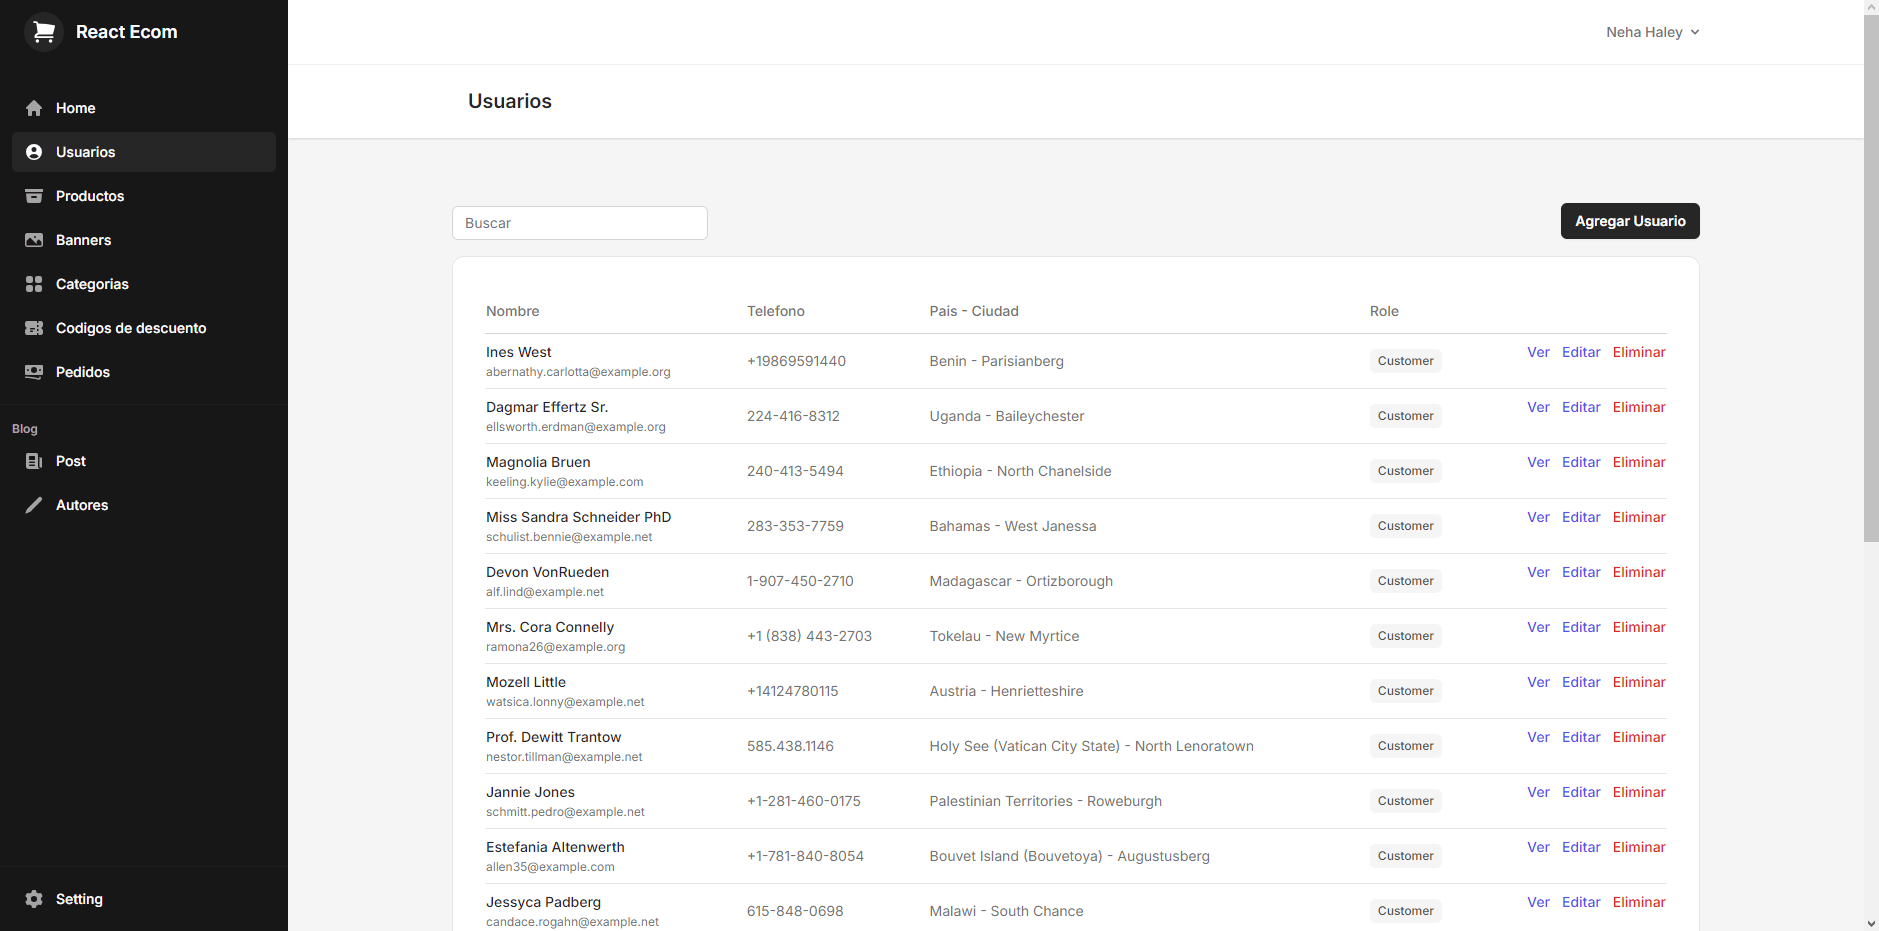 React Ecom
Neha Haley
Home
Usuarios
Productos
Banners
Categorias
Codigos de descuento
Pedidos
Blog
Post
Autores
Setting
Usuarios
Buscar
Agregar Usuario
Nombre Telefono Pais - Ciudad Role
Ines West
abernathy.carlotta@example.org
+19869591440 Benin - Parisianberg Customer Ver Editar Eliminar
Dagmar Effertz Sr.
ellsworth.erdman@example.org
224-416-8312 Uganda - Baileychester Customer Ver Editar Eliminar
Magnolia Bruen
keeling.kylie@example.com
240-413-5494 Ethiopia - North Chanelside Customer Ver Editar Eliminar
Miss Sandra Schneider PhD
schulist.bennie@example.net
283-353-7759 Bahamas - West Janessa Customer Ver Editar Eliminar
Devon VonRueden
alf.lind@example.net
1-907-450-2710 Madagascar - Ortizborough Customer Ver Editar Eliminar
Mrs. Cora Connelly
ramona26@example.org
+1 (838) 443-2703 Tokelau - New Myrtice Customer Ver Editar Eliminar
Mozell Little
watsica.lonny@example.net
+14124780115 Austria - Henrietteshire Customer Ver Editar Eliminar
Prof. Dewitt Trantow
nestor.tillman@example.net
585.438.1146 Holy See (Vatican City State) - North Lenoratown Customer Ver Editar Eliminar
Jannie Jones
schmitt.pedro@example.net
+1-281-460-0175 Palestinian Territories - Roweburgh Customer Ver Editar Eliminar
Estefania Altenwerth
allen35@example.com
+1-781-840-8054 Bouvet Island (Bouvetoya) - Augustusberg Customer Ver Editar Eliminar
Jessyca Padberg
candace.rogahn@example.net
615-848-0698 Malawi - South Chance Customer Ver Editar Eliminar